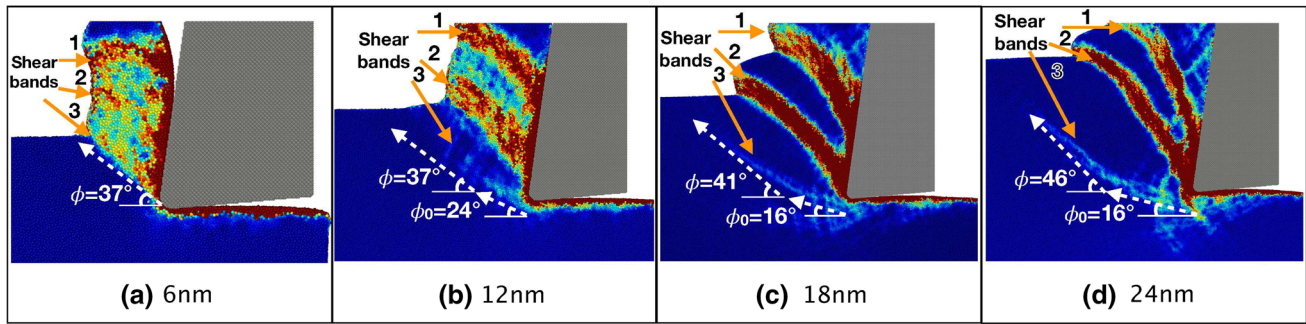 1
Shear
bands
2
3
ϕ=37°
(a) 6nm
1
Shear
bands
2
3
ϕ=37°
ϕ₀=24°
(b) 12nm
1
Shear
bands
2
3
ϕ=41°
ϕ₀=16°
(c) 18nm
1
Shear
bands
2
3
ϕ=46°
ϕ₀=16°
(d) 24nm